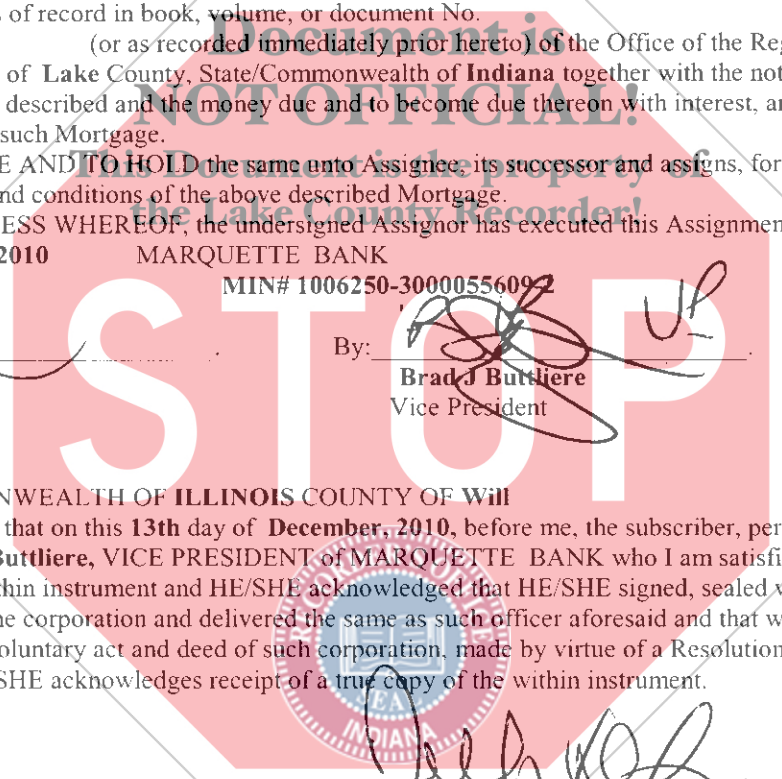 s of record in book, volume, or document No.
Document is
(or as recorded immediately prior hereto) of the Office of the Reg
of Lake County, State/Commonwealth of Indiana together with the not
NOT OFFICIAL!
described and the money due and to become due thereon with interest, an
such Mortgage.
E AND TO HOLD the same unto Assignee, its successor and assigns, for
This Document is the property of
nd conditions of the above described Mortgage.
the Lake County Recorder!
ESS WHEREOF, the undersigned Assignor has executed this Assignmen
2010 MARQUETTE BANK
MIN# 1006250-3000055609-2
STOP
VP
By:
Brad J Buttliere
Vice President
NWEALTH OF ILLINOIS COUNTY OF Will
that on this 13th day of December, 2010, before me, the subscriber, per
Buttliere, VICE PRESIDENT of MARQUETTE BANK who I am satisfi
thin instrument and HE/SHE acknowledged that HE/SHE signed, sealed w
he corporation and delivered the same as such officer aforesaid and that w
oluntary act and deed of such corporation, made by virtue of a Resolution
SHE acknowledges receipt of a true copy of the within instrument.
SEAL
INDIANA